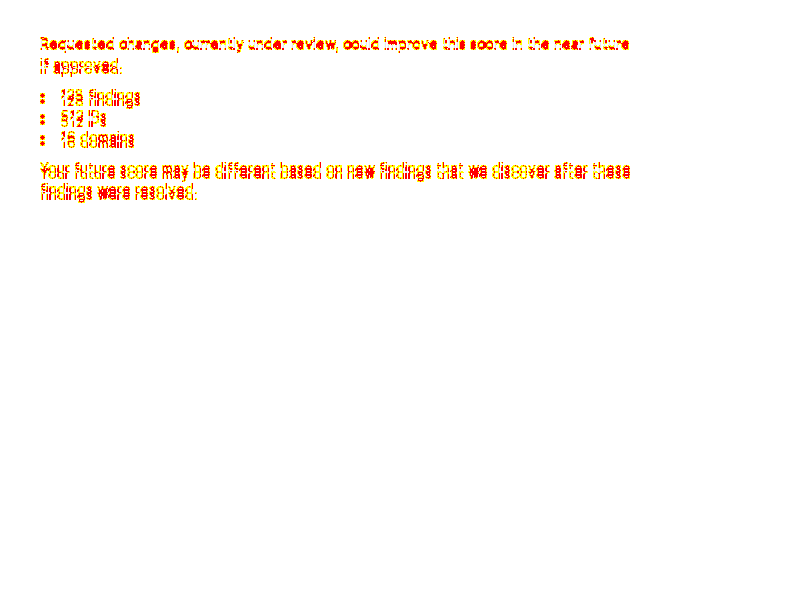 Requested changes, currently under review, could improve this score in the near future
if approved.
• 128 findings
• 512 IPs
• 16 domains
Your future score may be different based on new findings that we discover after these
findings were resolved.